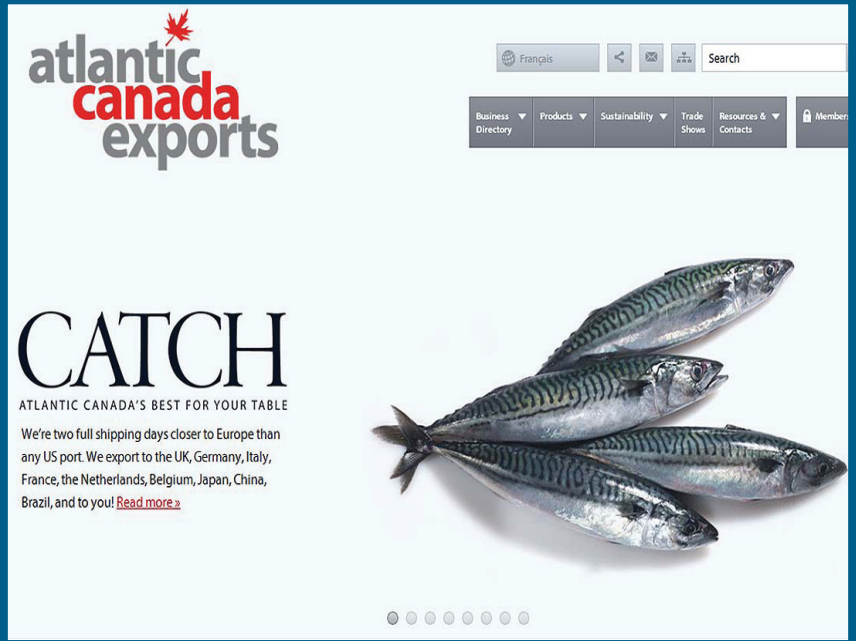 atlantic
canada
exports
Français
Search
Business
Directory
Products
Sustainability
Trade
Shows
Resources &
Contacts
Members
CATCH
ATLANTIC CANADA'S BEST FOR YOUR TABLE
We're two full shipping days closer to Europe than
any US port. We export to the UK, Germany, Italy,
France, the Netherlands, Belgium, Japan, China,
Brazil, and to you! Read more »